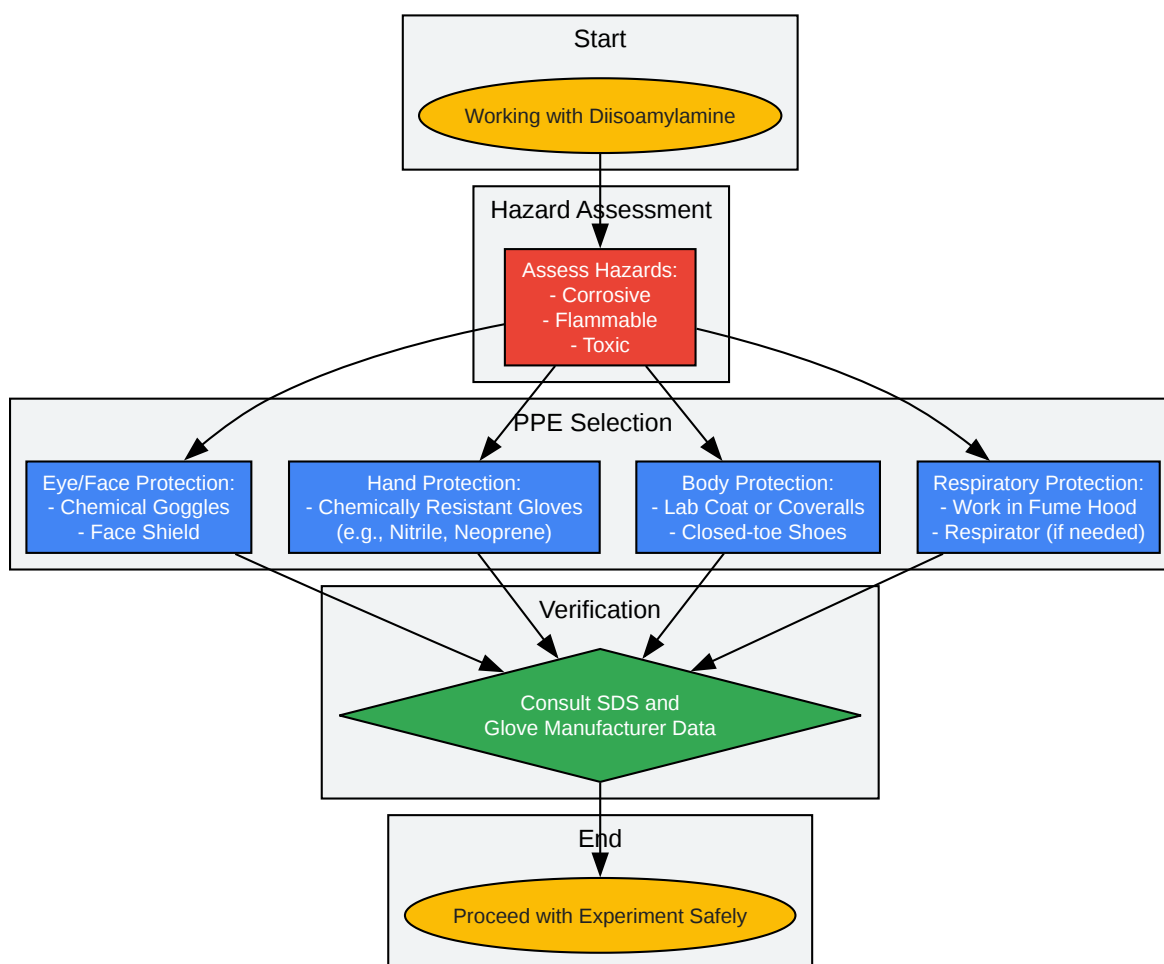 Start
Working with Diisoamylamine
Hazard Assessment
Assess Hazards:
- Corrosive
- Flammable
- Toxic
PPE Selection
Eye/Face Protection:
- Chemical Goggles
- Face Shield
Hand Protection:
- Chemically Resistant Gloves
(e.g., Nitrile, Neoprene)
Body Protection:
- Lab Coat or Coveralls
- Closed-toe Shoes
Respiratory Protection:
- Work in Fume Hood
- Respirator (if needed)
Verification
Consult SDS and
Glove Manufacturer Data
End
Proceed with Experiment Safely